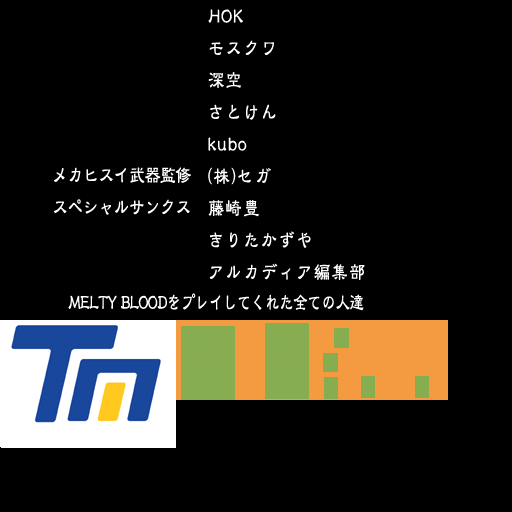 HOK
モスクワ
深空
さとけん
kubo
メカヒスイ武器監修 (株)セガ
スペシャルサンクス 藤崎豊
きりたかずや
アルカディア編集部
MELTY BLOODをプレイしてくれた全ての人達
Tm